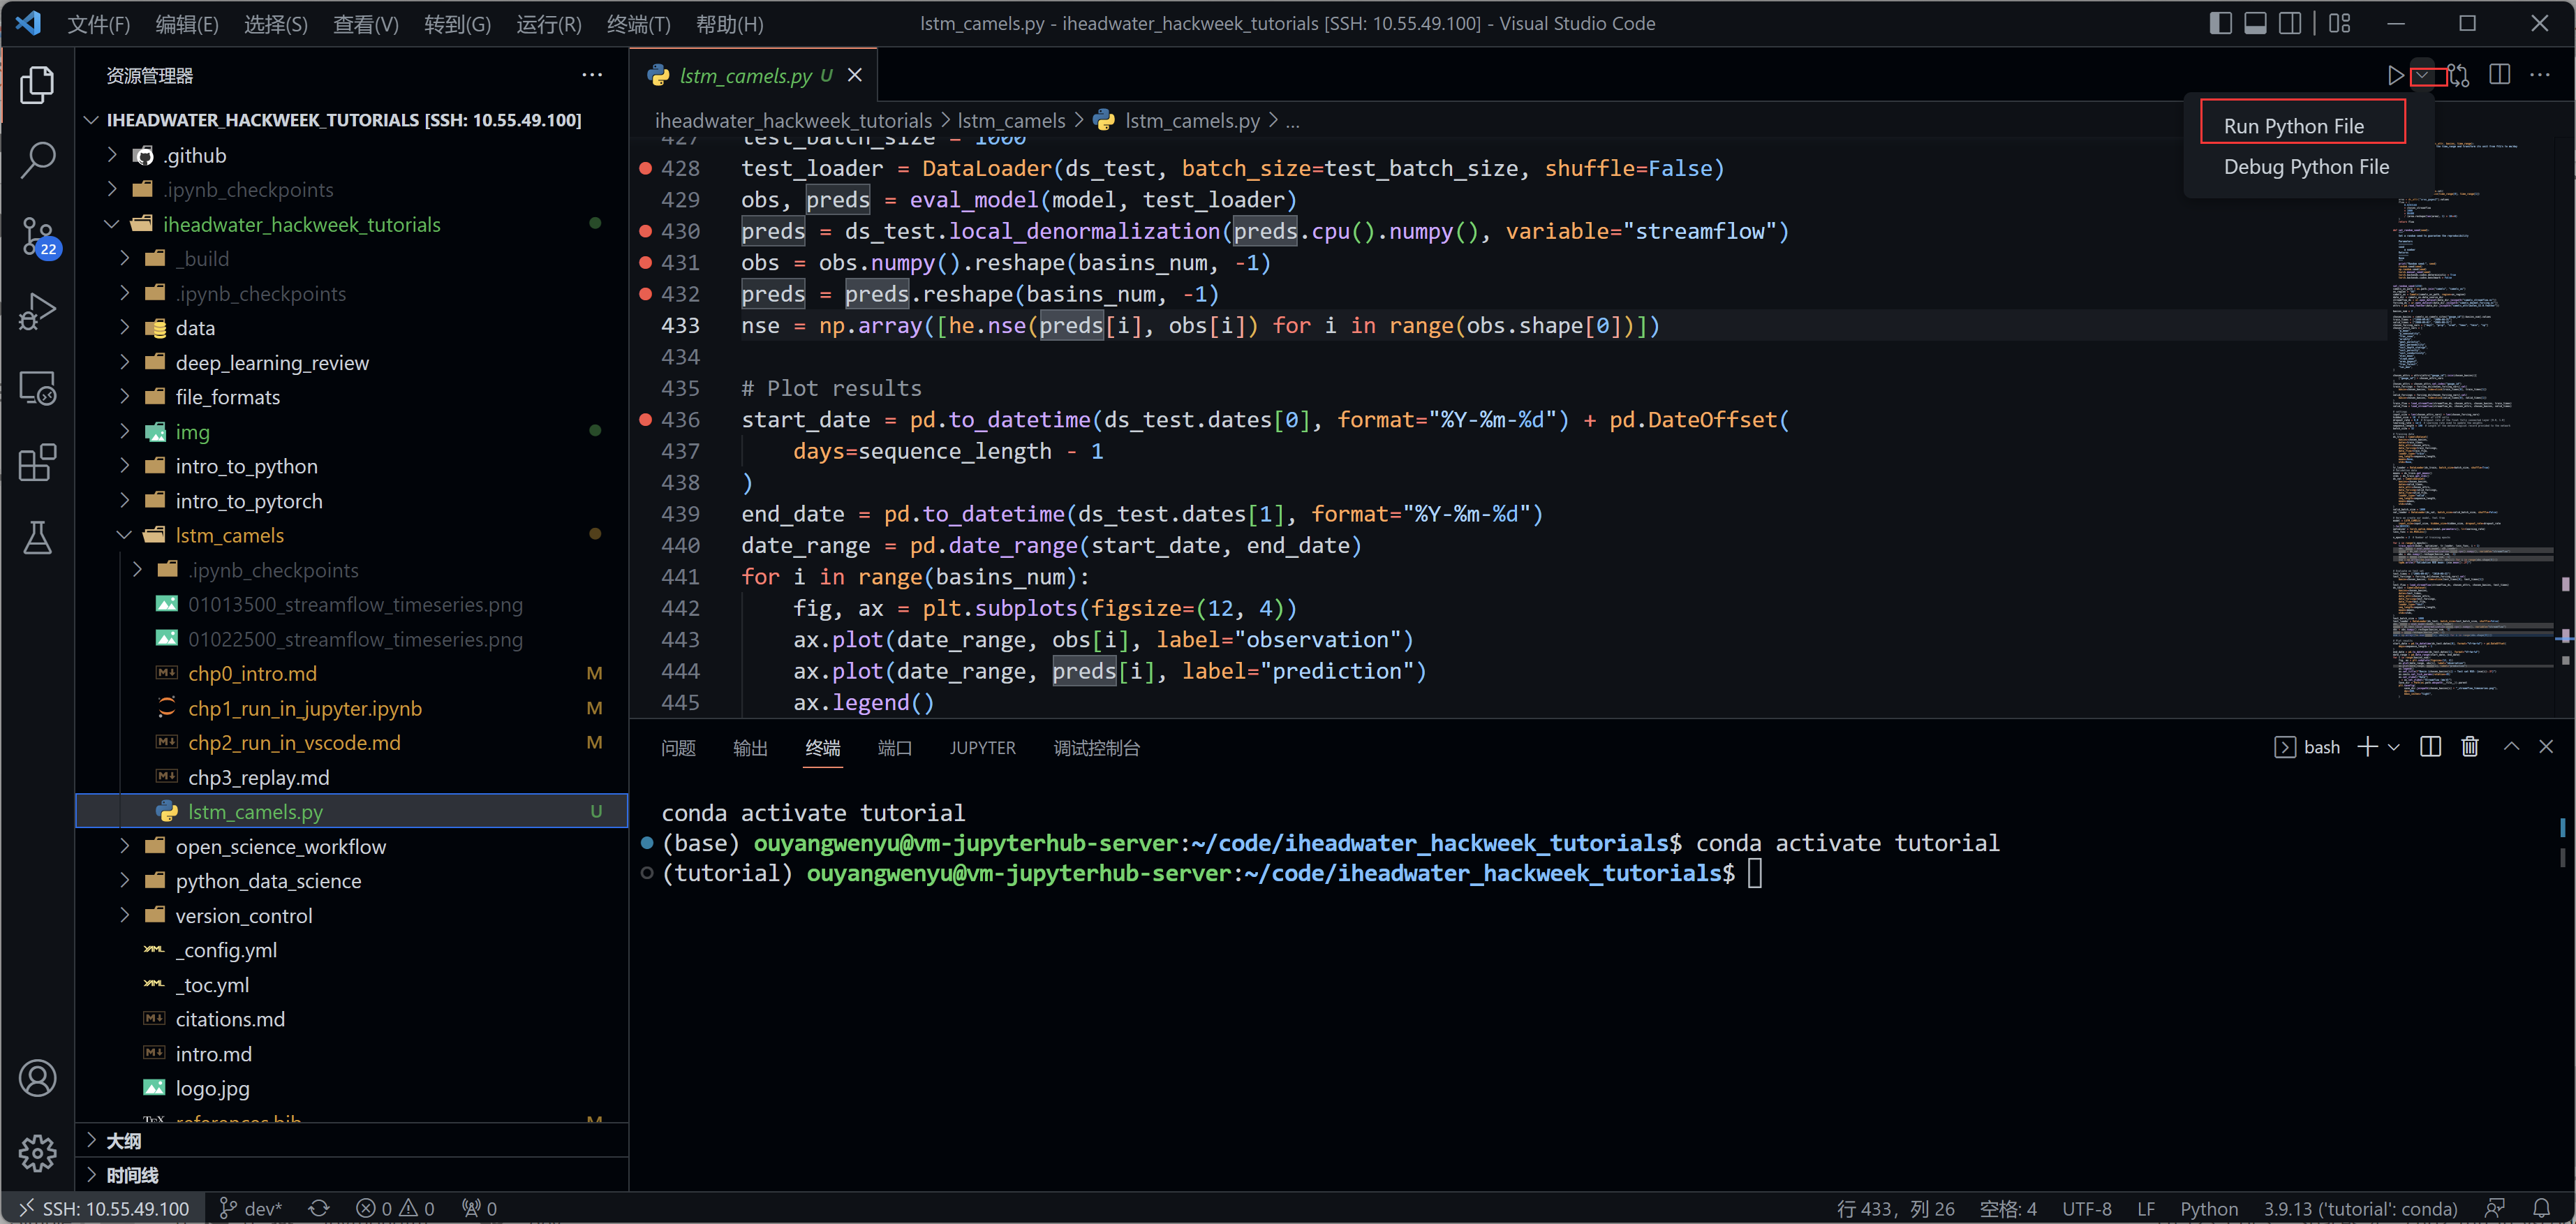 文件(F) 编辑(E) 选择(S) 查看(V) 转到(G) 运行(R) 终端(T) 帮助(H) lstm_camels.py - iheadwater_hackweek_tutorials [SSH: 10.55.49.100] - Visual Studio Code
资源管理器
IHEADWATER_HACKWEEK_TUTORIALS [SSH: 10.55.49.100]
.github
.ipynb_checkpoints
iheadwater_hackweek_tutorials
22
_build
.ipynb_checkpoints
data
deep_learning_review
file_formats
img
intro_to_python
intro_to_pytorch
lstm_camels
.ipynb_checkpoints
01013500_streamflow_timeseries.png
01022500_streamflow_timeseries.png
chp0_intro.md M
chp1_run_in_jupyter.ipynb M
chp2_run_in_vscode.md M
chp3_replay.md
lstm_camels.py U
open_science_workflow
python_data_science
version_control
_config.yml
_toc.yml
citations.md
intro.md
logo.jpg
references.bib M
大纲
时间线
lstm_camels.py U
iheadwater_hackweek_tutorials > lstm_camels > lstm_camels.py > ...
Run Python File
Debug Python File
427 test_batch_size = 1000
428 test_loader = DataLoader(ds_test, batch_size=test_batch_size, shuffle=False)
429 obs, preds = eval_model(model, test_loader)
430 preds = ds_test.local_denormalization(preds.cpu().numpy(), variable="streamflow")
431 obs = obs.numpy().reshape(basins_num, -1)
432 preds = preds.reshape(basins_num, -1)
433 nse = np.array([he.nse(preds[i], obs[i]) for i in range(obs.shape[0])])
434
435 # Plot results
436 start_date = pd.to_datetime(ds_test.dates[0], format="%Y-%m-%d") + pd.DateOffset(
437 days=sequence_length - 1
438 )
439 end_date = pd.to_datetime(ds_test.dates[1], format="%Y-%m-%d")
440 date_range = pd.date_range(start_date, end_date)
441 for i in range(basins_num):
442 fig, ax = plt.subplots(figsize=(12, 4))
443 ax.plot(date_range, obs[i], label="observation")
444 ax.plot(date_range, preds[i], label="prediction")
445 ax.legend()
问题 输出 终端 端口 JUPYTER 调试控制台 bash
conda activate tutorial
(base) ouyangwenyu@vm-jupyterhub-server:~/code/iheadwater_hackweek_tutorials$ conda activate tutorial
(tutorial) ouyangwenyu@vm-jupyterhub-server:~/code/iheadwater_hackweek_tutorials$
SSH: 10.55.49.100 dev* 0 0 0 行 433，列 26 空格: 4 UTF-8 LF Python 3.9.13 ('tutorial': conda)